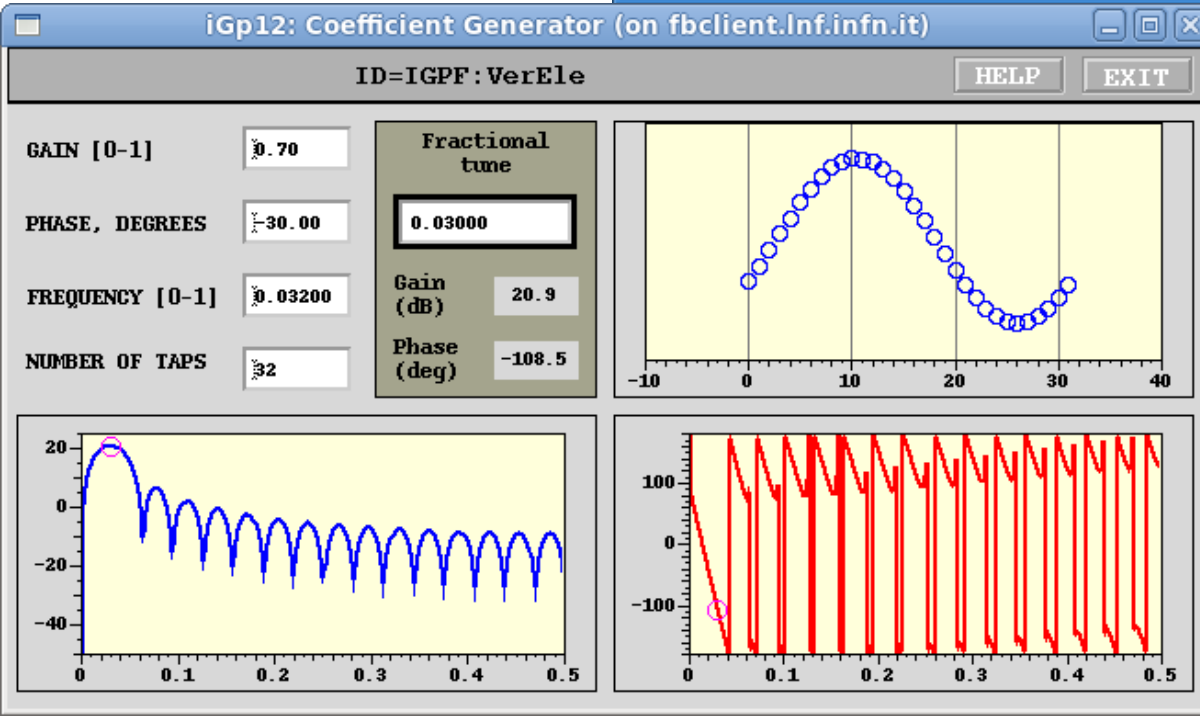 iGp12: Coefficient Generator (on fbclient.lnf.infn.it)
ID=IGPF:VerEle
HELP
EXIT
GAIN [0-1]
0.70
PHASE, DEGREES
-30.00
FREQUENCY [0-1]
0.03200
NUMBER OF TAPS
32
Fractional
tune
0.03000
Gain
(dB)
20.9
Phase
(deg)
-108.5
-10 0 10 20 30 40
20
0
-20
-40
0 0.1 0.2 0.3 0.4 0.5
100
0
-100
0 0.1 0.2 0.3 0.4 0.5